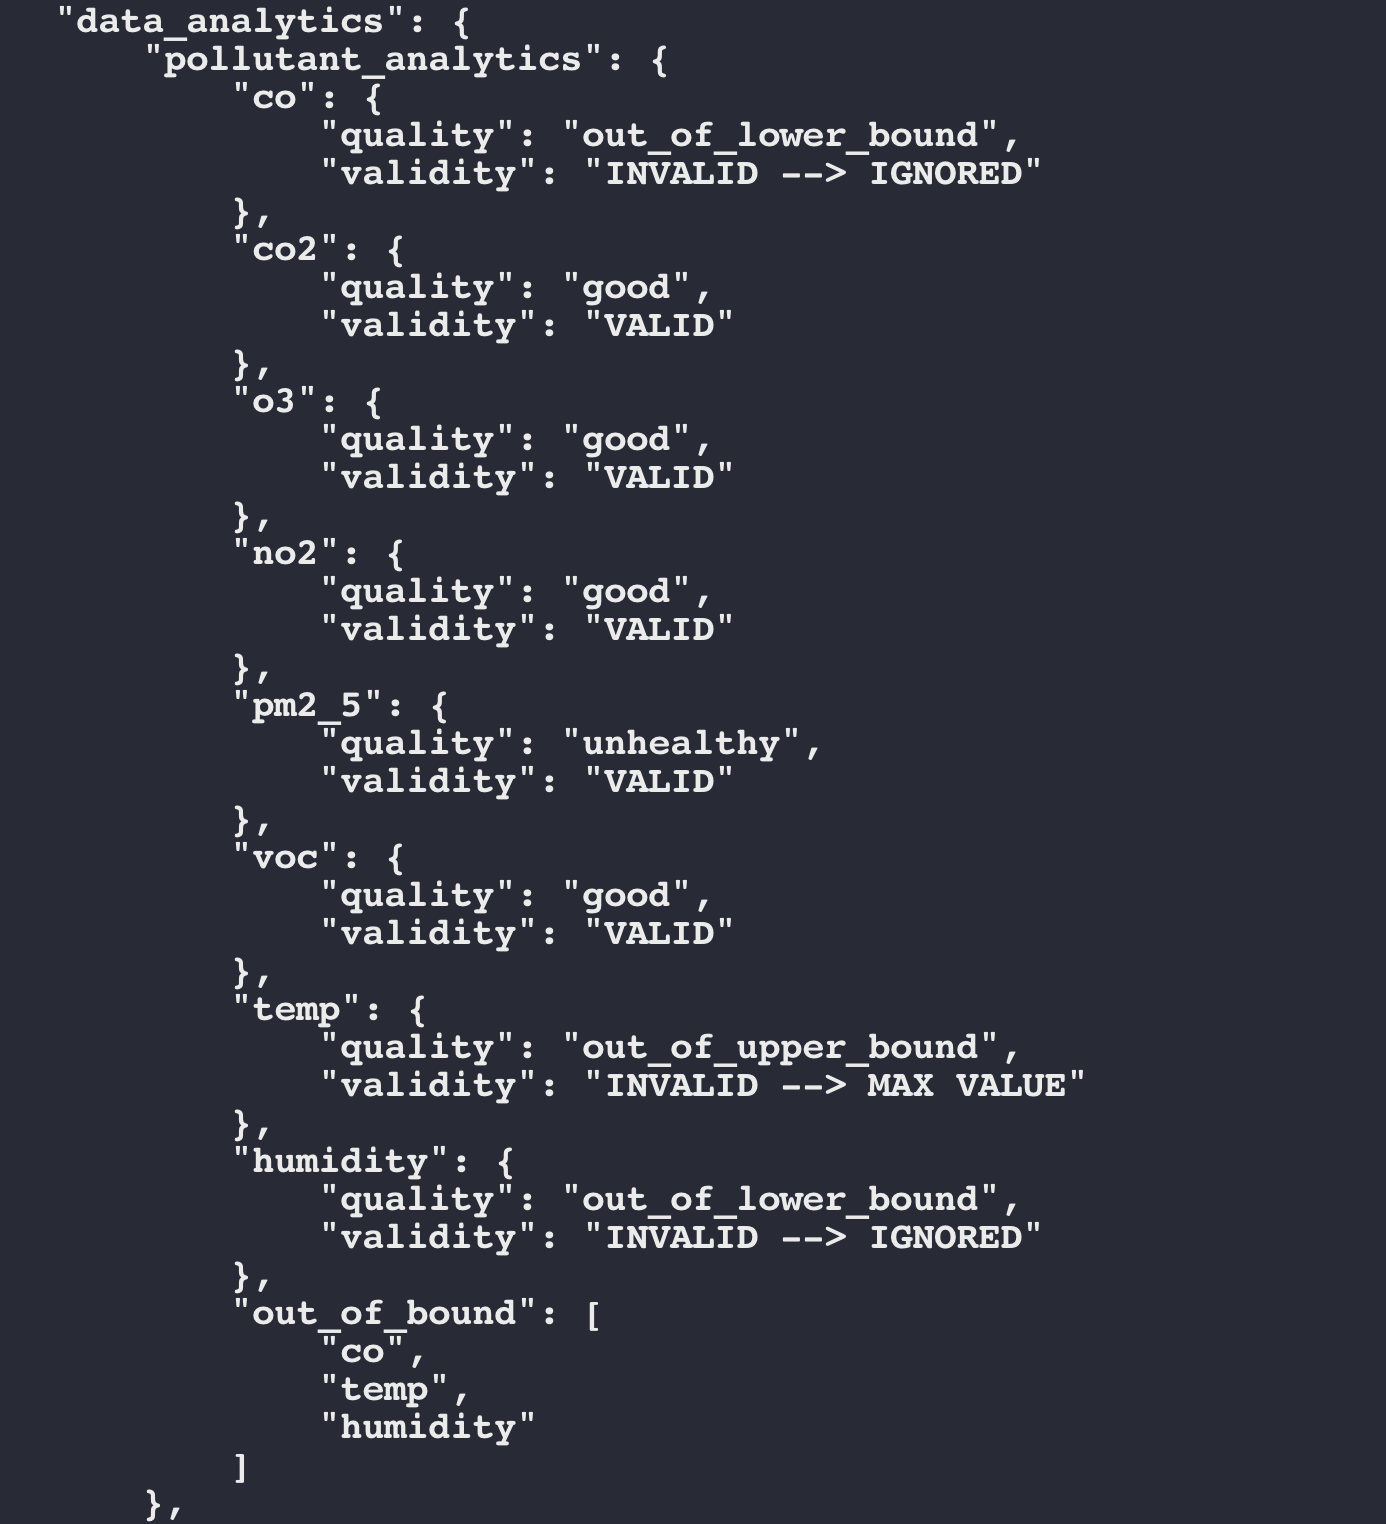 "data_analytics": {
"pollutant_analytics": {
"co": {
"quality": "out_of_lower_bound",
"validity": "INVALID --> IGNORED"
},
"co2": {
"quality": "good",
"validity": "VALID"
},
"o3": {
"quality": "good",
"validity": "VALID"
},
"no2": {
"quality": "good",
"validity": "VALID"
},
"pm2_5": {
"quality": "unhealthy",
"validity": "VALID"
},
"voc": {
"quality": "good",
"validity": "VALID"
},
"temp": {
"quality": "out_of_upper_bound",
"validity": "INVALID --> MAX VALUE"
},
"humidity": {
"quality": "out_of_lower_bound",
"validity": "INVALID --> IGNORED"
},
"out_of_bound": [
"co",
"temp",
"humidity"
]
},